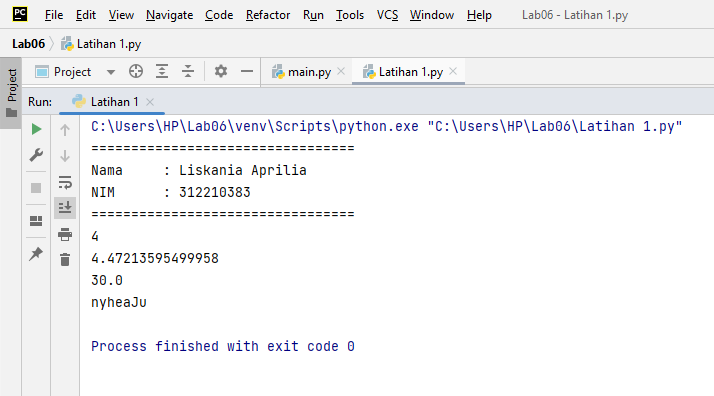 PC File Edit View Navigate Code Refactor Run Tools VCS Window Help Lab06 - Latihan 1.py
Lab06 Latihan 1.py
Project main.py Latihan 1.py
Project
Run: Latihan 1
C:\Users\HP\Lab06\venv\Scripts\python.exe "C:\Users\HP\Lab06\Latihan 1.py"
=================================
Nama : Liskania Aprilia
NIM : 312210383
=================================
4
4.47213595499958
30.0
nyheaJu
Process finished with exit code 0